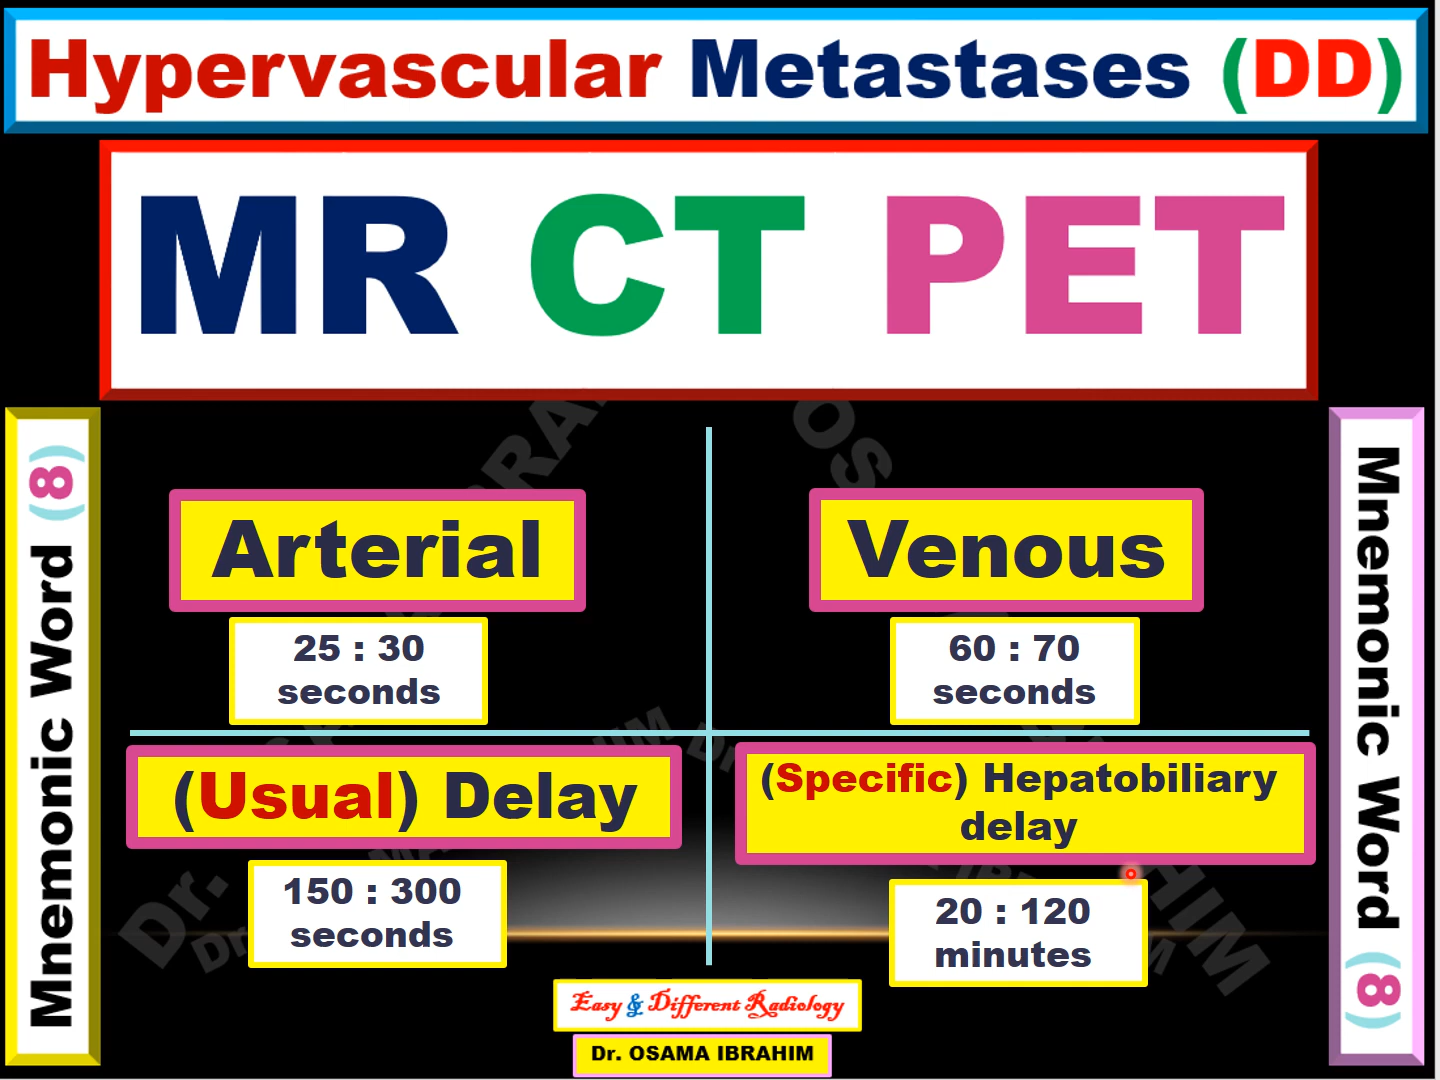 Hypervascular Metastases (DD)
MR CT PET
Mnemonic Word (8)
Arterial
25 : 30
seconds
Venous
60 : 70
seconds
(Usual) Delay
150 : 300
seconds
(Specific) Hepatobiliary
delay
20 : 120
minutes
Mnemonic Word (8)
Easy & Different Radiology
Dr. OSAMA IBRAHIM